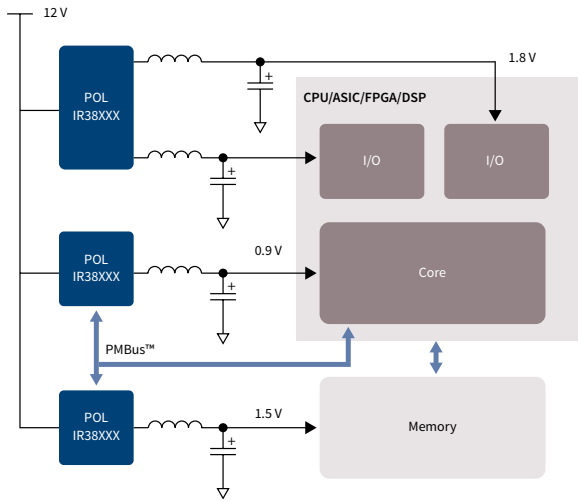 12 V
1.8 V
POL
IR38XXX
+
CPU/ASIC/FPGA/DSP
I/O
I/O
+
POL
IR38XXX
0.9 V
Core
+
PMBus™
POL
IR38XXX
1.5 V
Memory
+